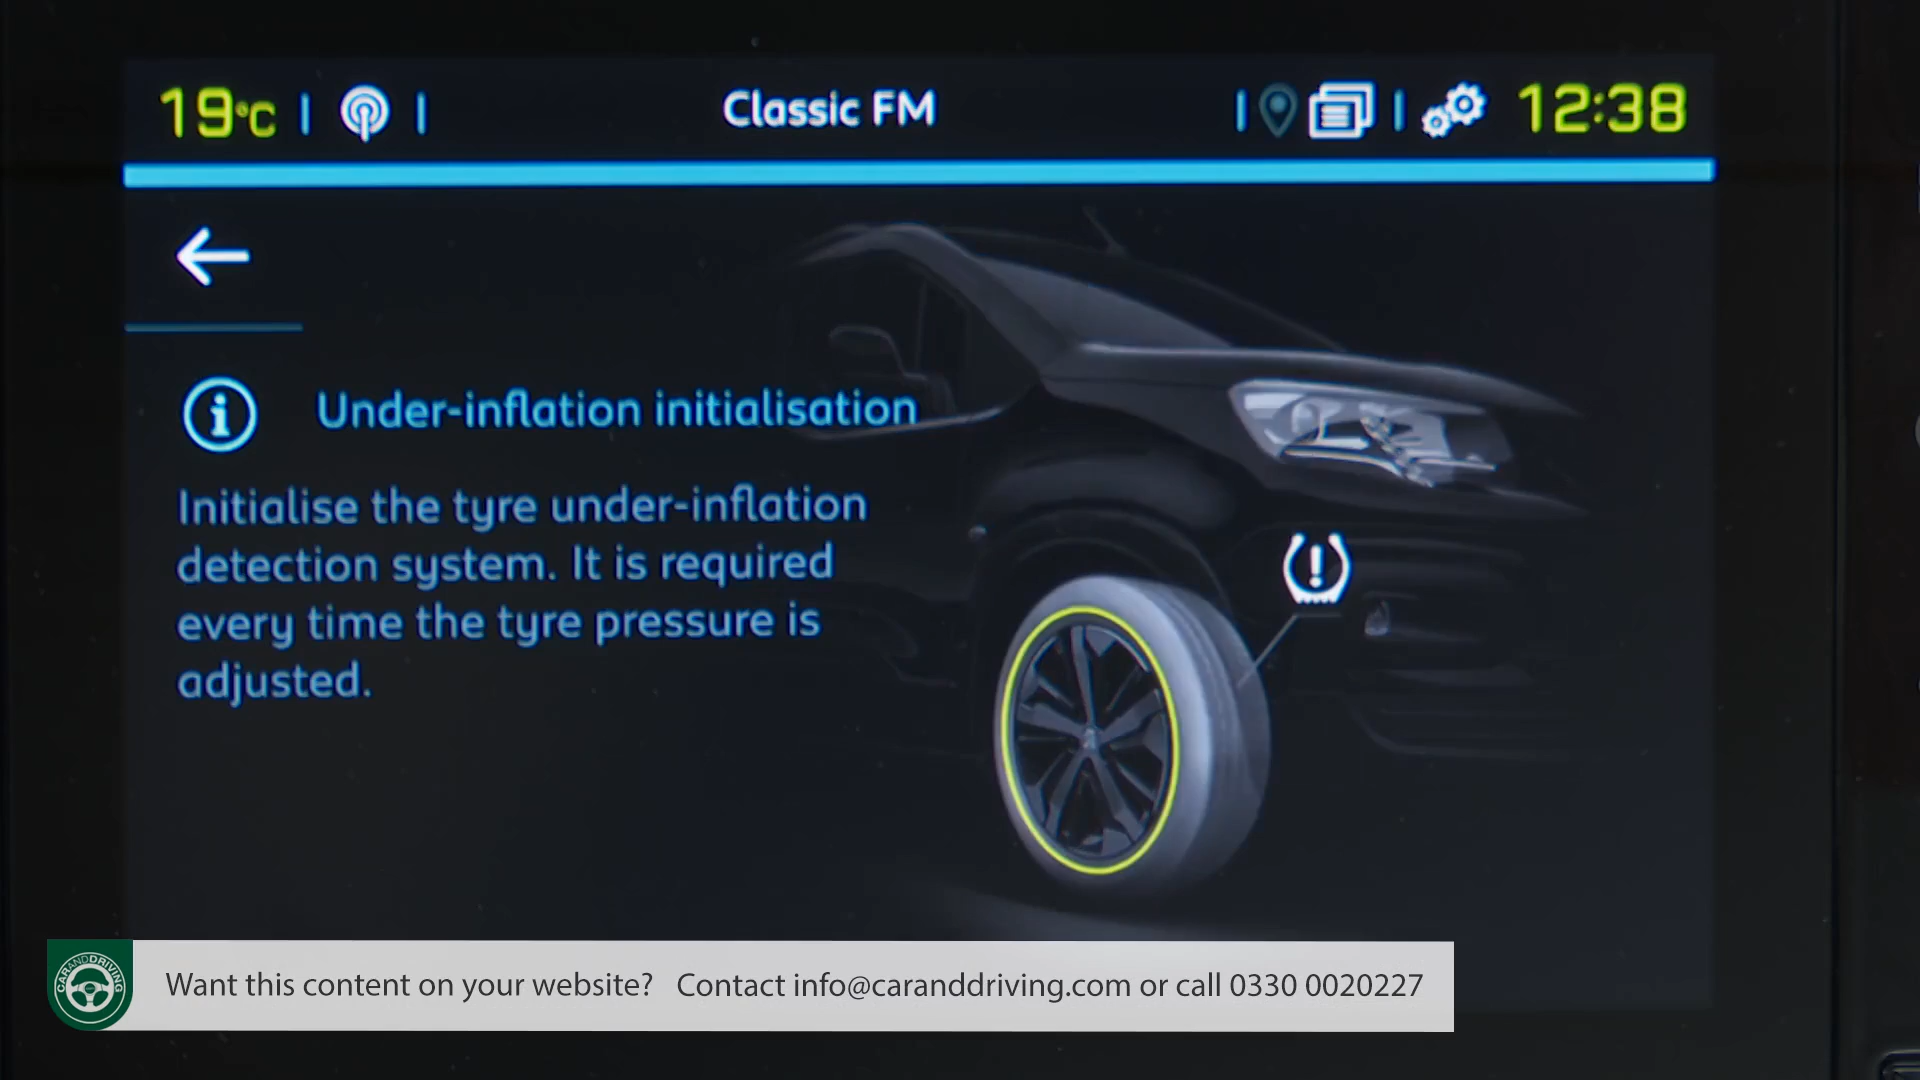 19°C
Classic FM
12:38
Under-inflation initialisation
Initialise the tyre under-inflation
detection system. It is required
every time the tyre pressure is
adjusted.
CARANDDRIVING
Want this content on your website? Contact info@caranddriving.com or call 0330 0020227